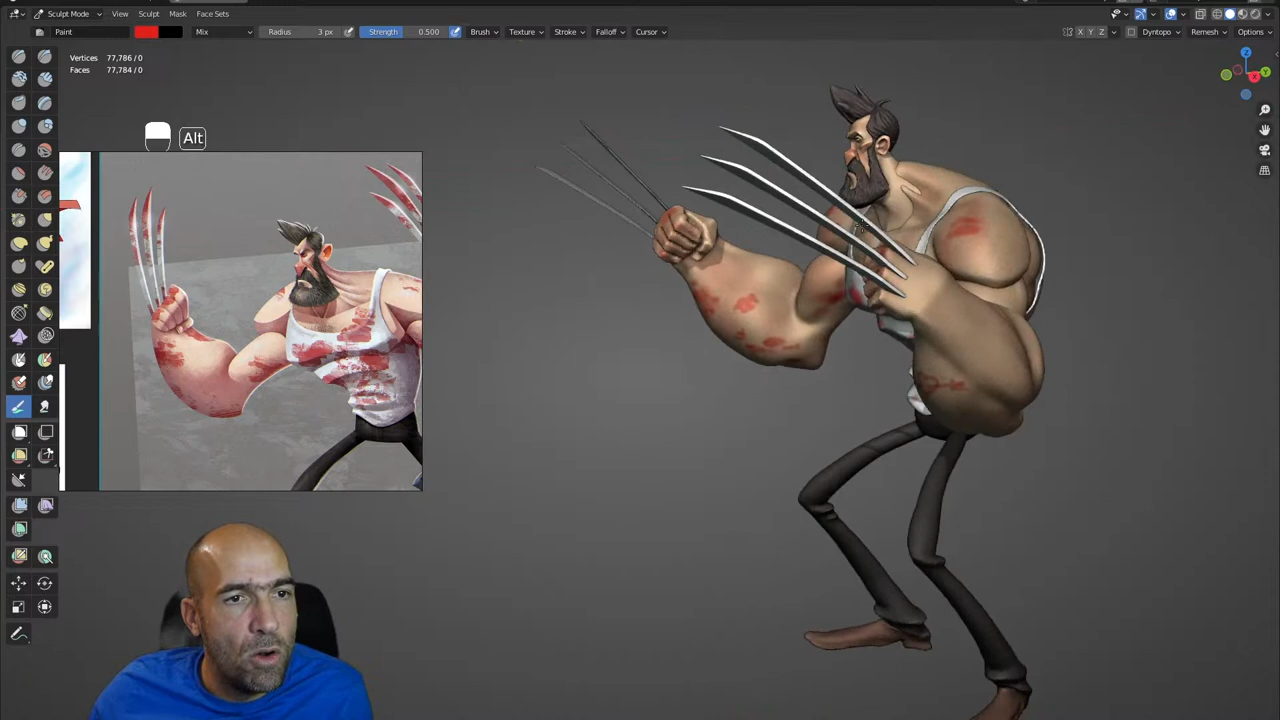 Sculpt Mode View Sculpt Mask Face Sets
Paint Mix Radius 3 px Strength 0.500 Brush Texture Stroke Falloff Cursor X Y Z Dyntopo Remesh Options
Vertices 77,786 / 0
Faces 77,784 / 0
Z
Y
X
Alt